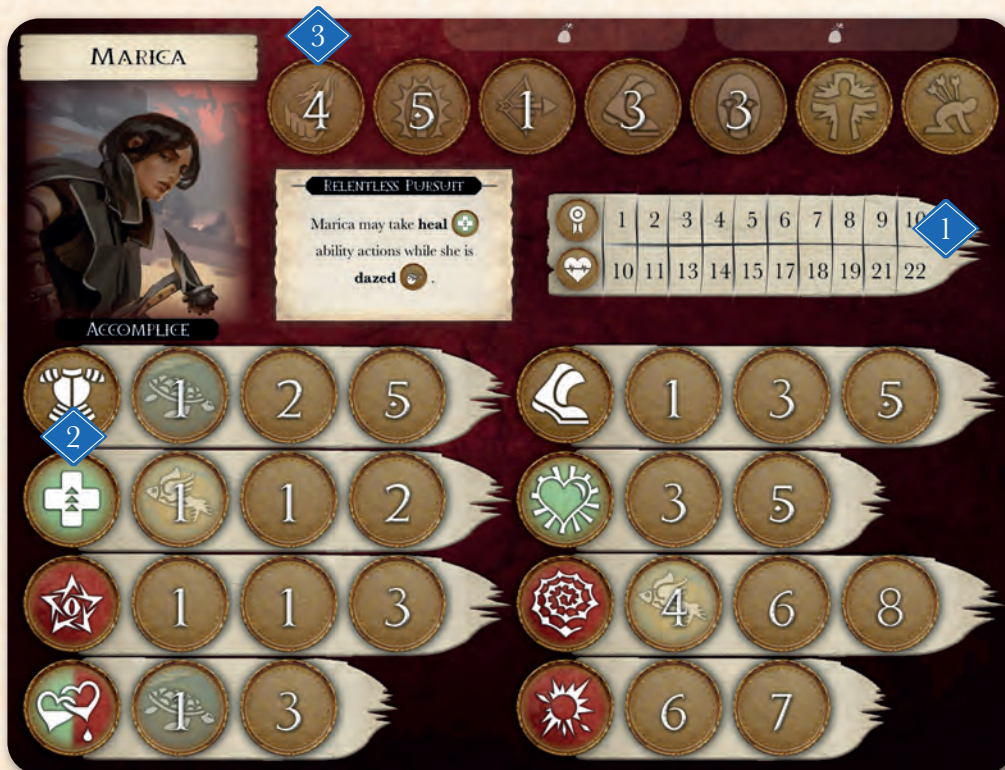 3
MARICA
4 5 1 3 3
RELENTLESS PURSUIT
Marica may take heal
ability actions while she is
dazed .
1 2 3 4 5 6 7 8 9 10
1
10 11 13 14 15 17 18 19 21 22
ACCOMPLICE
1 2 5
1 3 5
2
1 1 2
3 5
1 1 3
4 6 8
1 3
6 7